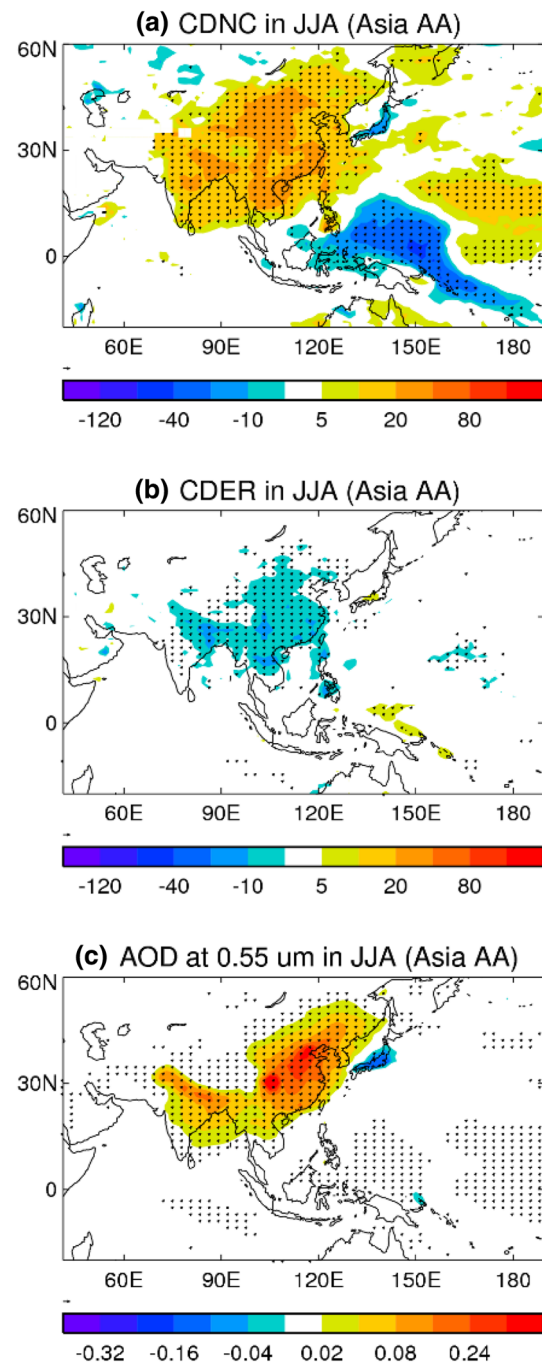 (a) CDNC in JJA (Asia AA)
60N
30N
0
60E 90E 120E 150E 180
-120 -40 -10 5 20 80
(b) CDER in JJA (Asia AA)
60N
30N
0
60E 90E 120E 150E 180
-120 -40 -10 5 20 80
(c) AOD at 0.55 um in JJA (Asia AA)
60N
30N
0
60E 90E 120E 150E 180
-0.32 -0.16 -0.04 0.02 0.08 0.24